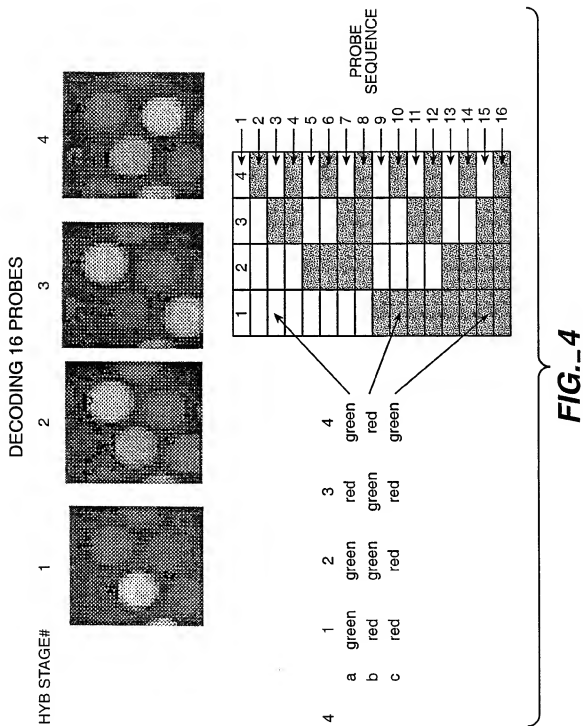 DECODING 16 PROBES
HYB STAGE# 1 2 3 4
1 2 3 4
1
2
3
4
5
6
7
8
9
10
11
12
13
14
15
16
PROBE
SEQUENCE
4 1 2 3 4
a green green red green
b red green green red
c red red red green
FIG._4